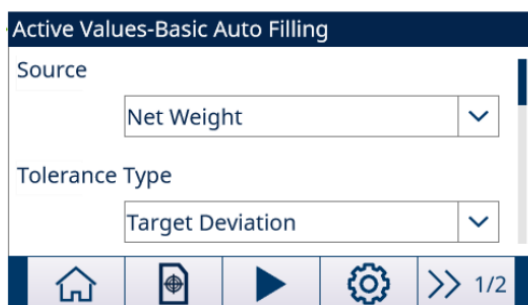 Active Values-Basic Auto Filling
Source
Net Weight
Tolerance Type
Target Deviation
1/2